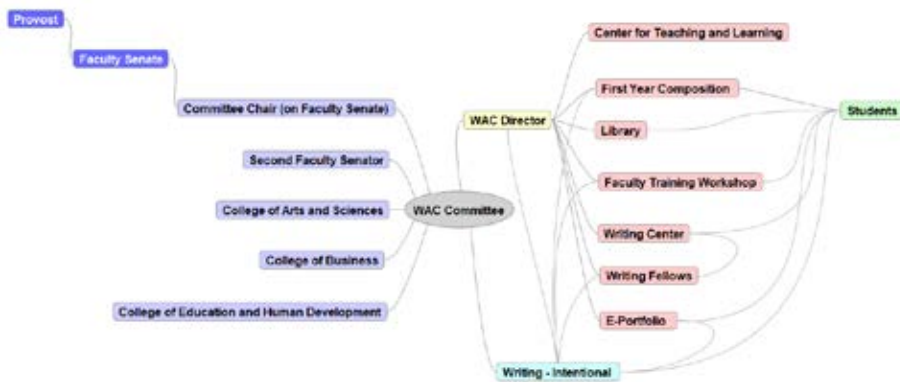 Provost
Faculty Senate
Committee Chair (on Faculty Senate)
Second Faculty Senator
College of Arts and Sciences
College of Business
College of Education and Human Development
WAC Committee
WAC Director
Writing - Intentional
Center for Teaching and Learning
First Year Composition
Library
Faculty Training Workshop
Writing Center
Writing Fellows
E-Portfolio
Students